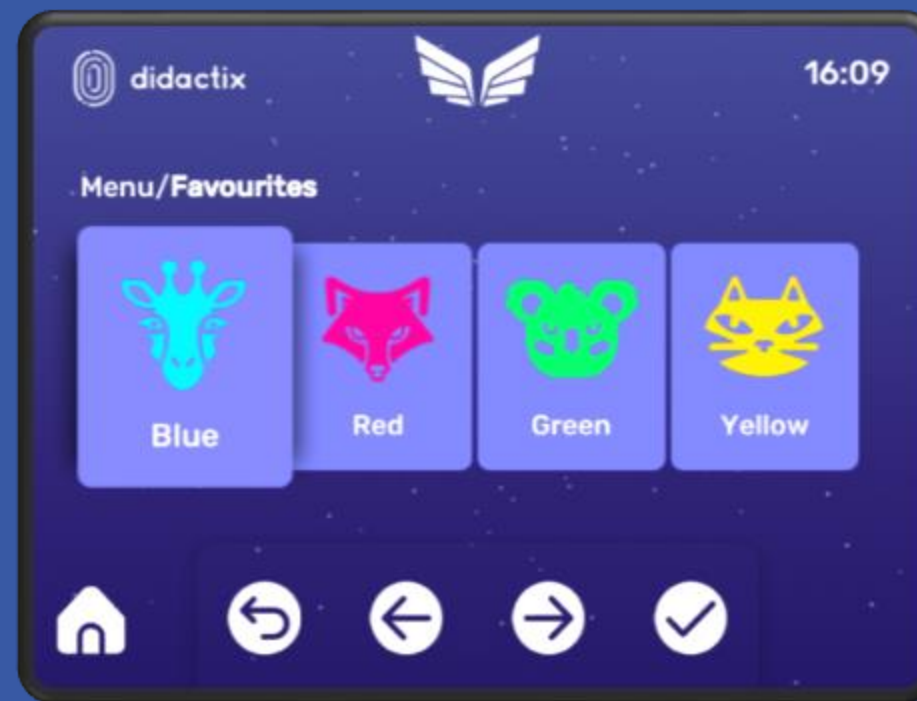 didactix
16:09
Menu/Favourites
Blue
Red
Green
Yellow